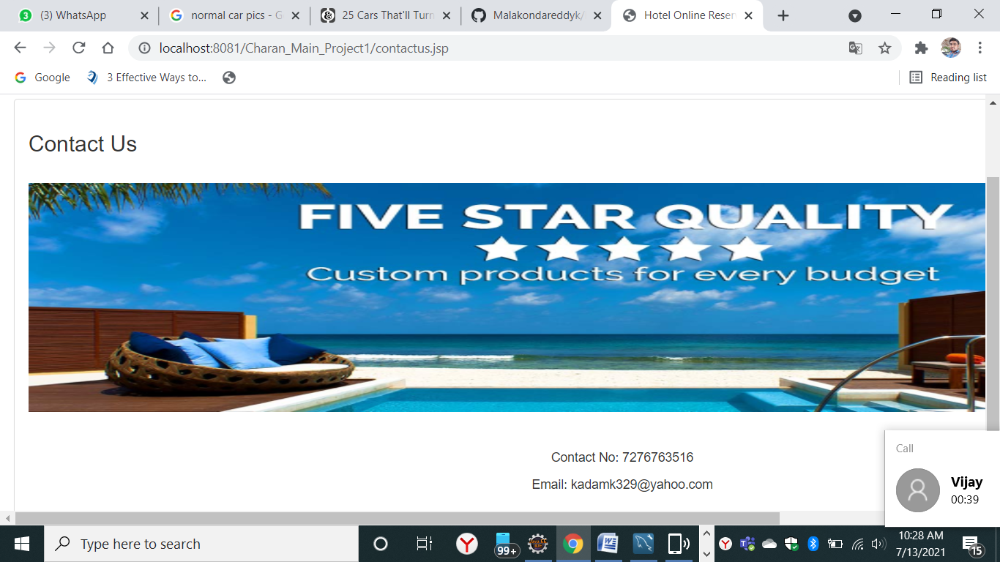 (3) WhatsApp
normal car pics - G
25 Cars That'll Turn
Malakondareddyk/
Hotel Online Reser
localhost:8081/Charan_Main_Project1/contactus.jsp
Google
3 Effective Ways to...
Reading list
Contact Us
FIVE STAR QUALITY
Custom products for every budget
Contact No: 7276763516
Email: kadamk329@yahoo.com
Call
Vijay
00:39
Type here to search
99+
10:28 AM
7/13/2021
15